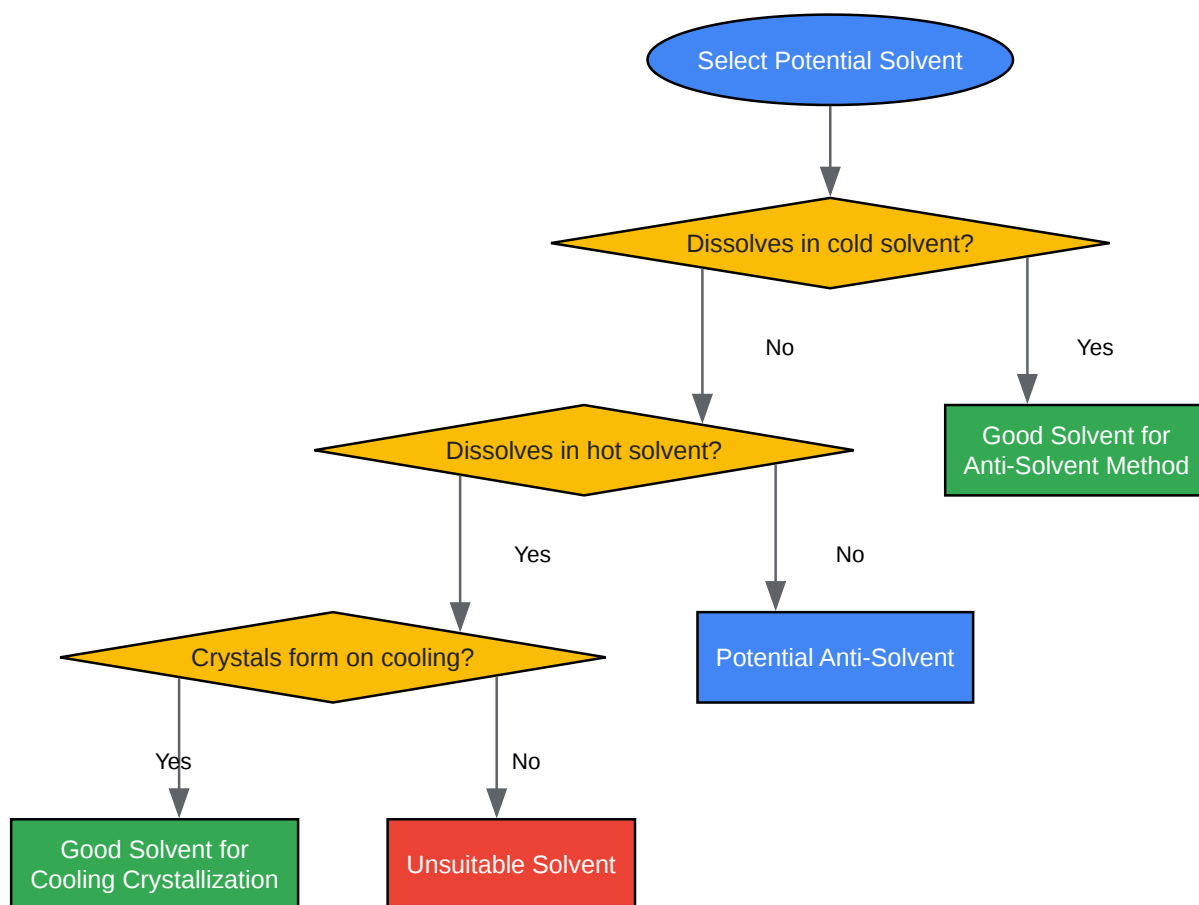 Select Potential Solvent
Dissolves in cold solvent?
No
Yes
Good Solvent for
Anti-Solvent Method
Dissolves in hot solvent?
Yes
No
Potential Anti-Solvent
Crystals form on cooling?
Yes
No
Good Solvent for
Cooling Crystallization
Unsuitable Solvent